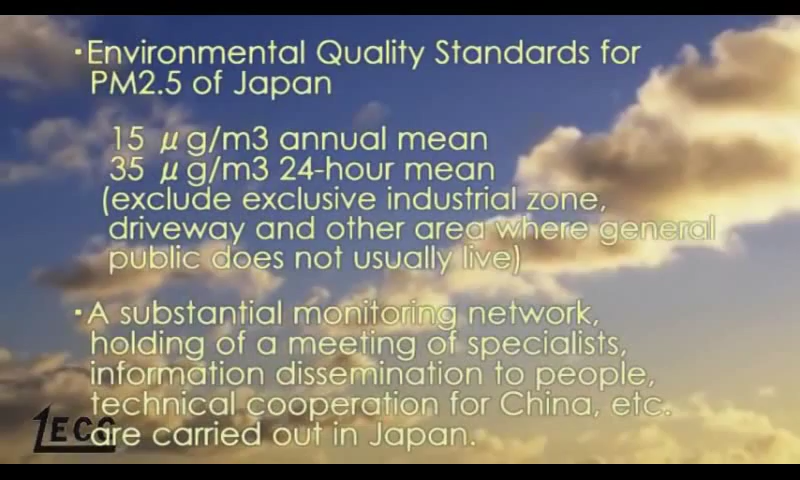 ・Environmental Quality Standards for
PM2.5 of Japan
15 μg/m3 annual mean
35 μg/m3 24-hour mean
(exclude exclusive industrial zone,
driveway and other area where general
public does not usually live)
・A substantial monitoring network,
holding of a meeting of specialists,
information dissemination to people,
technical cooperation for China, etc.
are carried out in Japan.